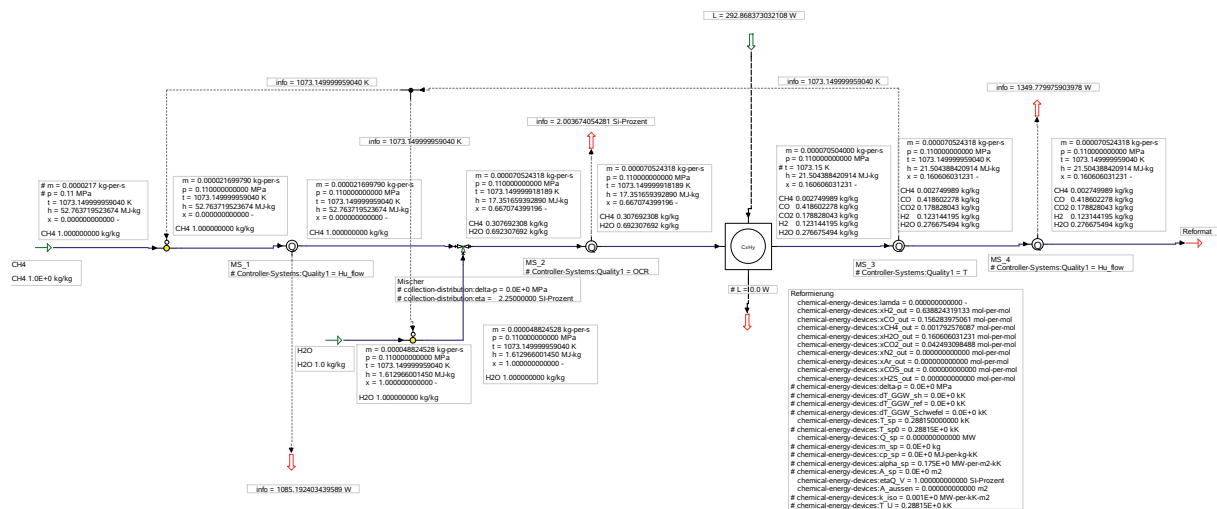 L = 292.868373032108 W
info = 1073.149999959040 K
info = 1073.149999959040 K
info = 1349.779975903978 W
info = 2.003674054281 Si-Prozent
info = 1073.149999959040 K
# m = 0.0000217 kg-per-s
# p = 0.11 MPa
t = 1073.149999959040 K
h = 52.763719523674 MJ-kg
x = 0.000000000000 -
CH4 1.000000000 kg/kg
m = 0.000021699790 kg-per-s
p = 0.110000000000 MPa
t = 1073.149999959040 K
h = 52.763719523674 MJ-kg
x = 0.000000000000 -
CH4 1.000000000 kg/kg
m = 0.000021699790 kg-per-s
p = 0.110000000000 MPa
t = 1073.149999959040 K
h = 52.763719523674 MJ-kg
x = 0.000000000000 -
CH4 1.000000000 kg/kg
m = 0.000070524318 kg-per-s
p = 0.110000000000 MPa
t = 1073.149999918189 K
h = 17.351659392890 MJ-kg
x = 0.667074399196 -
CH4 0.307692308 kg/kg
H2O 0.692307692 kg/kg
m = 0.000070524318 kg-per-s
p = 0.110000000000 MPa
t = 1073.149999918189 K
h = 17.351659392890 MJ-kg
x = 0.667074399196 -
CH4 0.307692308 kg/kg
H2O 0.692307692 kg/kg
m = 0.000070504000 kg-per-s
p = 0.110000000000 MPa
# t = 1073.15 K
h = 21.504388420914 MJ-kg
x = 0.160606031231 -
CH4 0.002749989 kg/kg
CO 0.418602278 kg/kg
CO2 0.178828043 kg/kg
H2 0.123144195 kg/kg
H2O 0.276675494 kg/kg
m = 0.000070524318 kg-per-s
p = 0.110000000000 MPa
t = 1073.149999959040 K
h = 21.504388420914 MJ-kg
x = 0.160606031231 -
CH4 0.002749989 kg/kg
CO 0.418602278 kg/kg
CO2 0.178828043 kg/kg
H2 0.123144195 kg/kg
H2O 0.276675494 kg/kg
m = 0.000070524318 kg-per-s
p = 0.110000000000 MPa
t = 1073.149999959040 K
h = 21.504388420914 MJ-kg
x = 0.160606031231 -
CH4 0.002749989 kg/kg
CO 0.418602278 kg/kg
CO2 0.178828043 kg/kg
H2 0.123144195 kg/kg
H2O 0.276675494 kg/kg
Reformat
CxHy
CH4
CH4 1.0E+0 kg/kg
MS_1
# Controller-Systems:Quality1 = Hu_flow
MS_2
# Controller-Systems:Quality1 = OCR
MS_3
# Controller-Systems:Quality1 = T
MS_4
# Controller-Systems:Quality1 = Hu_flow
Mischer
# collection-distribution:delta-p = 0.0E+0 MPa
# collection-distribution:eta = 2.25000000 SI-Prozent
# L = 0.0 W
H2O
H2O 1.0 kg/kg
m = 0.000048824528 kg-per-s
p = 0.110000000000 MPa
t = 1073.149999959040 K
h = 1.612966001450 MJ-kg
x = 1.000000000000 -
H2O 1.000000000 kg/kg
m = 0.000048824528 kg-per-s
p = 0.110000000000 MPa
t = 1073.149999959040 K
h = 1.612966001450 MJ-kg
x = 1.000000000000 -
H2O 1.000000000 kg/kg
info = 1085.192403439589 W
Reformierung
chemical-energy-devices:lamda = 0.000000000000 -
chemical-energy-devices:xH2_out = 0.638824319133 mol-per-mol
chemical-energy-devices:xCO_out = 0.156283975061 mol-per-mol
chemical-energy-devices:xCH4_out = 0.001792576087 mol-per-mol
chemical-energy-devices:xH2O_out = 0.160606031231 mol-per-mol
chemical-energy-devices:xCO2_out = 0.042493098488 mol-per-mol
chemical-energy-devices:xN2_out = 0.000000000000 mol-per-mol
chemical-energy-devices:xAr_out = 0.000000000000 mol-per-mol
chemical-energy-devices:xCOS_out = 0.000000000000 mol-per-mol
chemical-energy-devices:xH2S_out = 0.000000000000 mol-per-mol
# chemical-energy-devices:delta-p = 0.0E+0 MPa
# chemical-energy-devices:dT_GGW_sh = 0.0E+0 kK
# chemical-energy-devices:dT_GGW_ref = 0.0E+0 kK
# chemical-energy-devices:dT_GGW_Schwefel = 0.0E+0 kK
chemical-energy-devices:T_sp = 0.288150000000 kK
# chemical-energy-devices:T_sp0 = 0.28815E+0 kK
chemical-energy-devices:Q_sp = 0.000000000000 MW
# chemical-energy-devices:m_sp = 0.0E+0 kg
# chemical-energy-devices:cp_sp = 0.0E+0 MJ-per-kg-kK
# chemical-energy-devices:alpha_sp = 0.175E+0 MW-per-m2-kK
# chemical-energy-devices:A_sp = 0.0E+0 m2
chemical-energy-devices:etaQ_V = 1.000000000000 SI-Prozent
chemical-energy-devices:A_aussen = 0.000000000000 m2
# chemical-energy-devices:k_iso = 0.001E+0 MW-per-kK-m2
# chemical-energy-devices:T_U = 0.28815E+0 kK